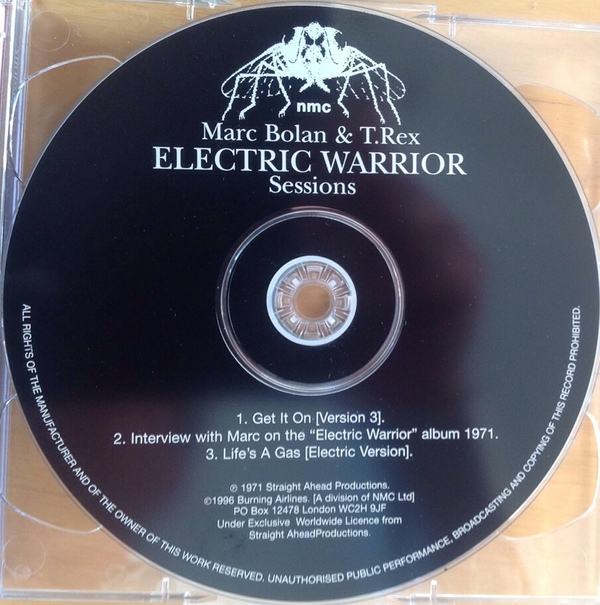 nmc
Marc Bolan & T.Rex
ELECTRIC WARRIOR
Sessions
1. Get It On [Version 3].
2. Interview with Marc on the "Electric Warrior" album 1971.
3. Life's A Gas [Electric Version].
℗ 1971 Straight Ahead Productions.
©1996 Burning Airlines. [A division of NMC Ltd]
PO Box 12478 London WC2H 9JF
Under Exclusive Worldwide Licence from
Straight AheadProductions.
ALL RIGHTS OF THE MANUFACTURER AND OF THE OWNER OF THIS WORK RESERVED. UNAUTHORISED PUBLIC PERFORMANCE, BROADCASTING AND COPYING OF THIS RECORD PROHIBITED.